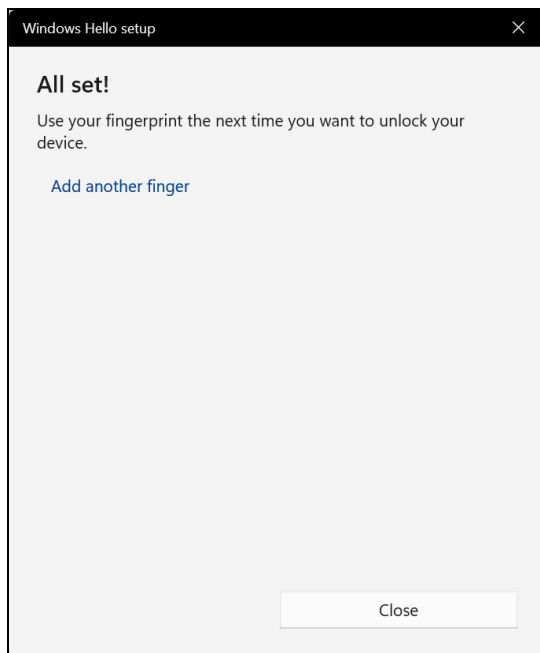 Windows Hello setup
All set!
Use your fingerprint the next time you want to unlock your
device.
Add another finger
Close